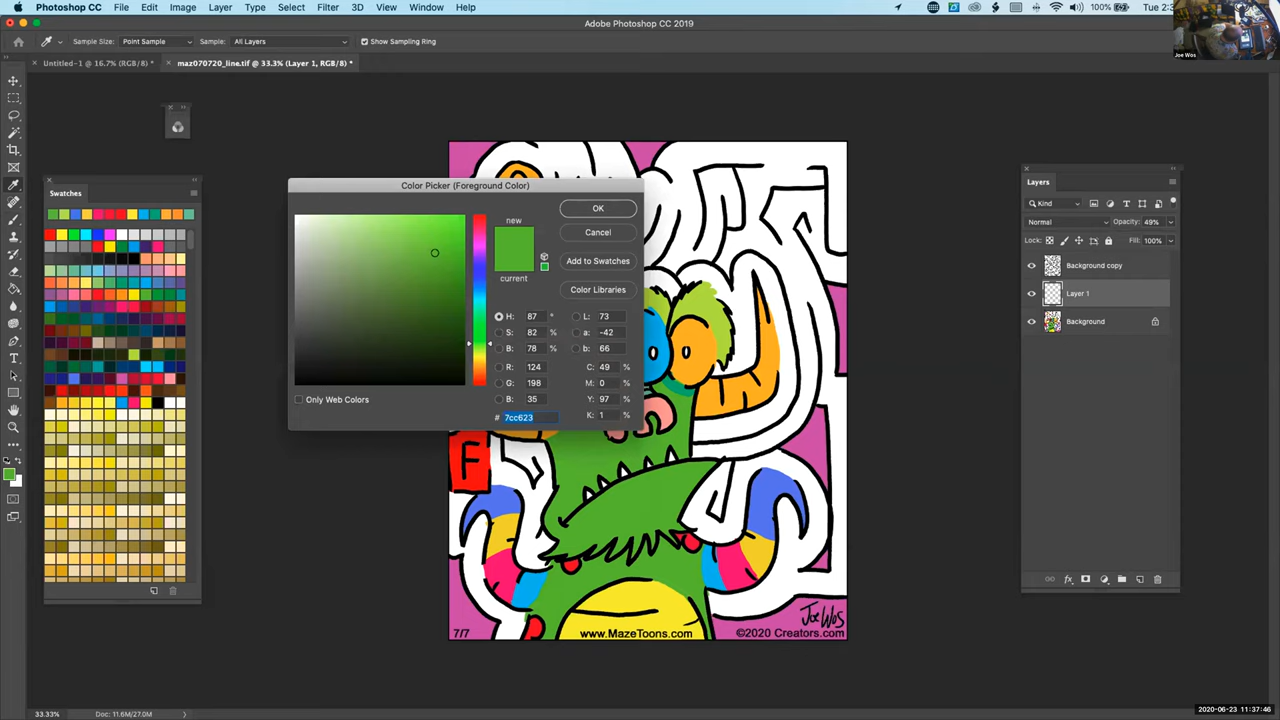 Photoshop CC File Edit Image Layer Type Select Filter 3D View Window Help 100% Tue 2:3
Adobe Photoshop CC 2019
Sample Size: Point Sample Sample: All Layers Show Sampling Ring
Untitled-1 @ 16.7% (RGB/8) * maz070720_line.tif @ 33.3% (Layer 1, RGB/8) *
Joe Wos
Swatches
Color Picker (Foreground Color)
new
current
OK
Cancel
Add to Swatches
Color Libraries
H: 87 °
S: 82 %
B: 78 %
R: 124
G: 198
B: 35
# 7cc623
L: 73
a: -42
b: 66
C: 49 %
M: 0 %
Y: 97 %
K: 1 %
Only Web Colors
Layers
Kind
Normal Opacity: 49%
Lock: Fill: 100%
Background copy
Layer 1
Background
F
Joe Wos
7/7 www.MazeToons.com ©2020 Creators.com
33.33% Doc: 11.6M/27.0M
2020-06-23 11:37:46